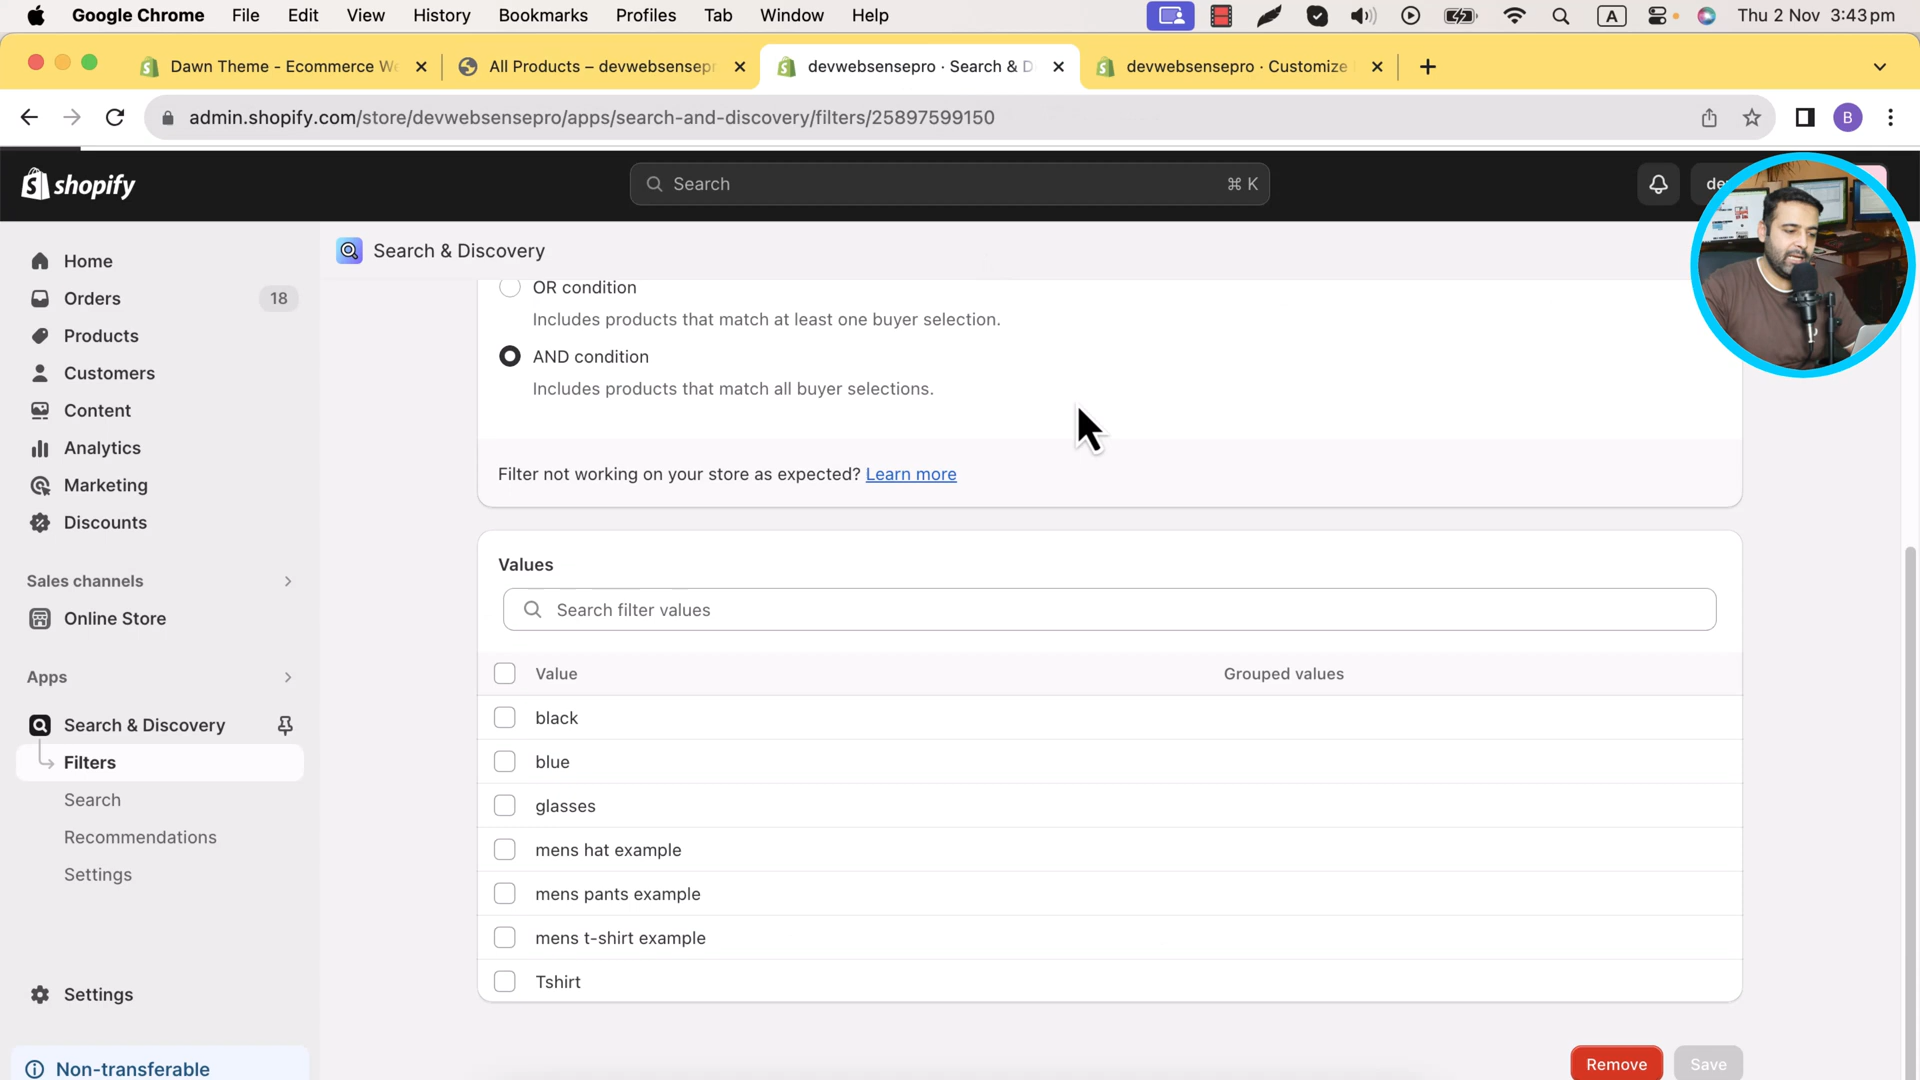 Google Chrome File Edit View History Bookmarks Profiles Tab Window Help A Thu 2 Nov 3:43 pm
Dawn Theme - Ecommerce We
All Products – devwebsensepr
devwebsensepro · Search & D
devwebsensepro · Customize
admin.shopify.com/store/devwebsensepro/apps/search-and-discovery/filters/25897599150
B
shopify
Search
⌘ K
Home
Orders 18
Products
Customers
Content
Analytics
Marketing
Discounts
Sales channels
Online Store
Apps
Search & Discovery
Filters
Search
Recommendations
Settings
Settings
Non-transferable
Search & Discovery
OR condition
Includes products that match at least one buyer selection.
AND condition
Includes products that match all buyer selections.
Filter not working on your store as expected? Learn more
Values
Search filter values
Value Grouped values
black
blue
glasses
mens hat example
mens pants example
mens t-shirt example
Tshirt
Remove Save